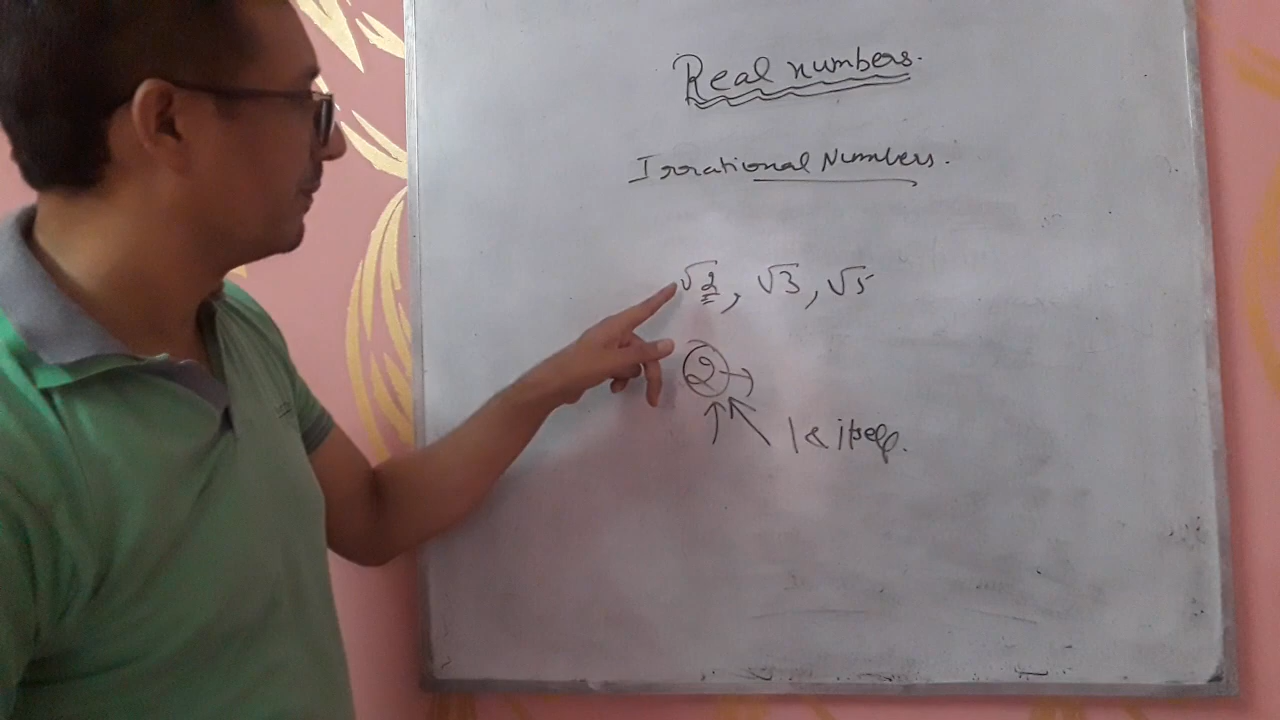 Real numbers.
Irrational Numbers.
√2, √3, √5
2
1 & itself.